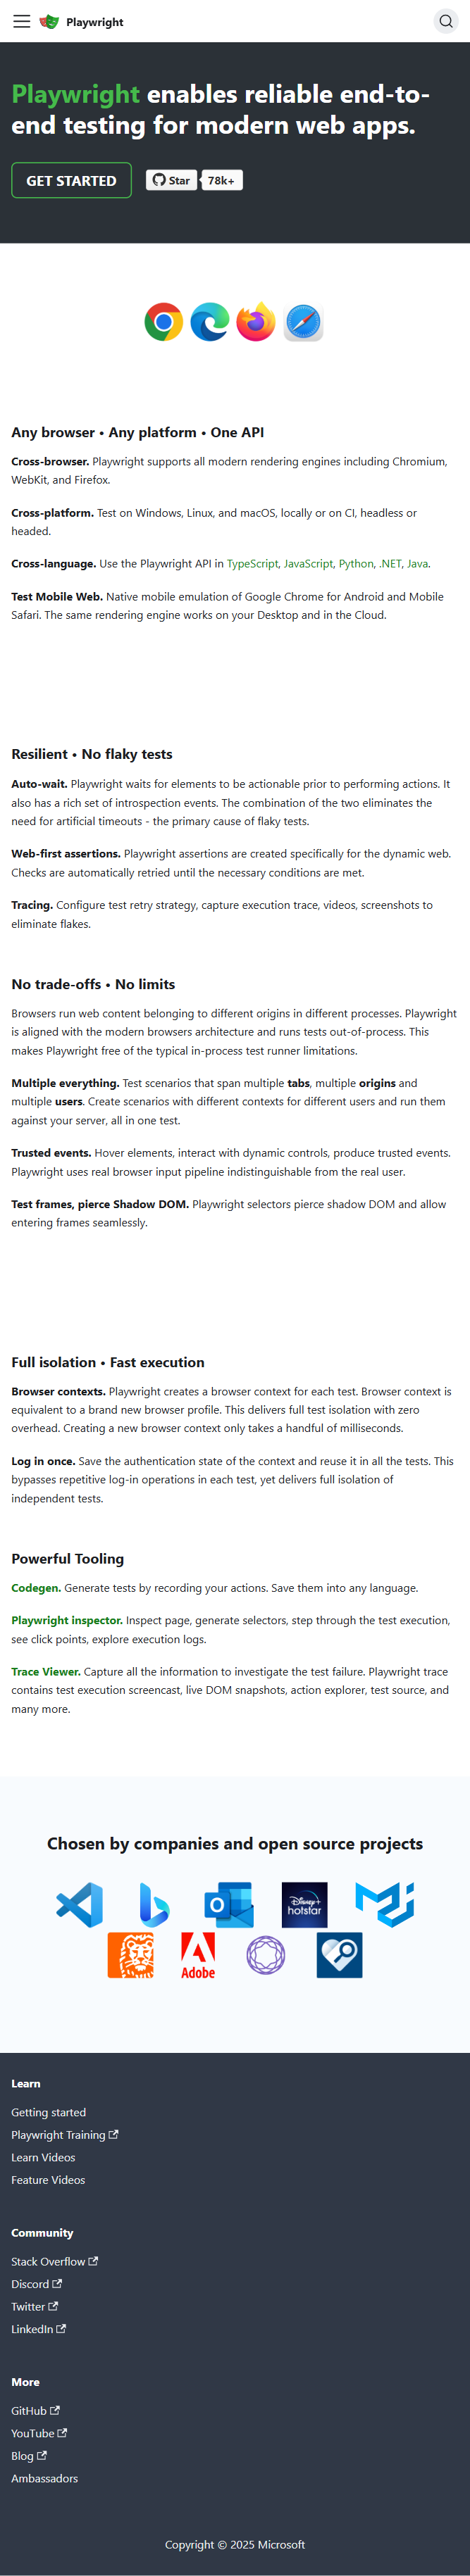 Playwright
Playwright enables reliable end-to-
end testing for modern web apps.
GET STARTED
Star
78k+
Any browser • Any platform • One API
Cross-browser. Playwright supports all modern rendering engines including Chromium,
WebKit, and Firefox.
Cross-platform. Test on Windows, Linux, and macOS, locally or on CI, headless or
headed.
Cross-language. Use the Playwright API in TypeScript, JavaScript, Python, .NET, Java.
Test Mobile Web. Native mobile emulation of Google Chrome for Android and Mobile
Safari. The same rendering engine works on your Desktop and in the Cloud.
Resilient • No flaky tests
Auto-wait. Playwright waits for elements to be actionable prior to performing actions. It
also has a rich set of introspection events. The combination of the two eliminates the
need for artificial timeouts - the primary cause of flaky tests.
Web-first assertions. Playwright assertions are created specifically for the dynamic web.
Checks are automatically retried until the necessary conditions are met.
Tracing. Configure test retry strategy, capture execution trace, videos, screenshots to
eliminate flakes.
No trade-offs • No limits
Browsers run web content belonging to different origins in different processes. Playwright
is aligned with the modern browsers architecture and runs tests out-of-process. This
makes Playwright free of the typical in-process test runner limitations.
Multiple everything. Test scenarios that span multiple tabs, multiple origins and
multiple users. Create scenarios with different contexts for different users and run them
against your server, all in one test.
Trusted events. Hover elements, interact with dynamic controls, produce trusted events.
Playwright uses real browser input pipeline indistinguishable from the real user.
Test frames, pierce Shadow DOM. Playwright selectors pierce shadow DOM and allow
entering frames seamlessly.
Full isolation • Fast execution
Browser contexts. Playwright creates a browser context for each test. Browser context is
equivalent to a brand new browser profile. This delivers full test isolation with zero
overhead. Creating a new browser context only takes a handful of milliseconds.
Log in once. Save the authentication state of the context and reuse it in all the tests. This
bypasses repetitive log-in operations in each test, yet delivers full isolation of
independent tests.
Powerful Tooling
Codegen. Generate tests by recording your actions. Save them into any language.
Playwright inspector. Inspect page, generate selectors, step through the test execution,
see click points, explore execution logs.
Trace Viewer. Capture all the information to investigate the test failure. Playwright trace
contains test execution screencast, live DOM snapshots, action explorer, test source, and
many more.
Chosen by companies and open source projects
Disney+
hotstar
Adobe
Learn
Getting started
Playwright Training
Learn Videos
Feature Videos
Community
Stack Overflow
Discord
Twitter
LinkedIn
More
GitHub
YouTube
Blog
Ambassadors
Copyright © 2025 Microsoft